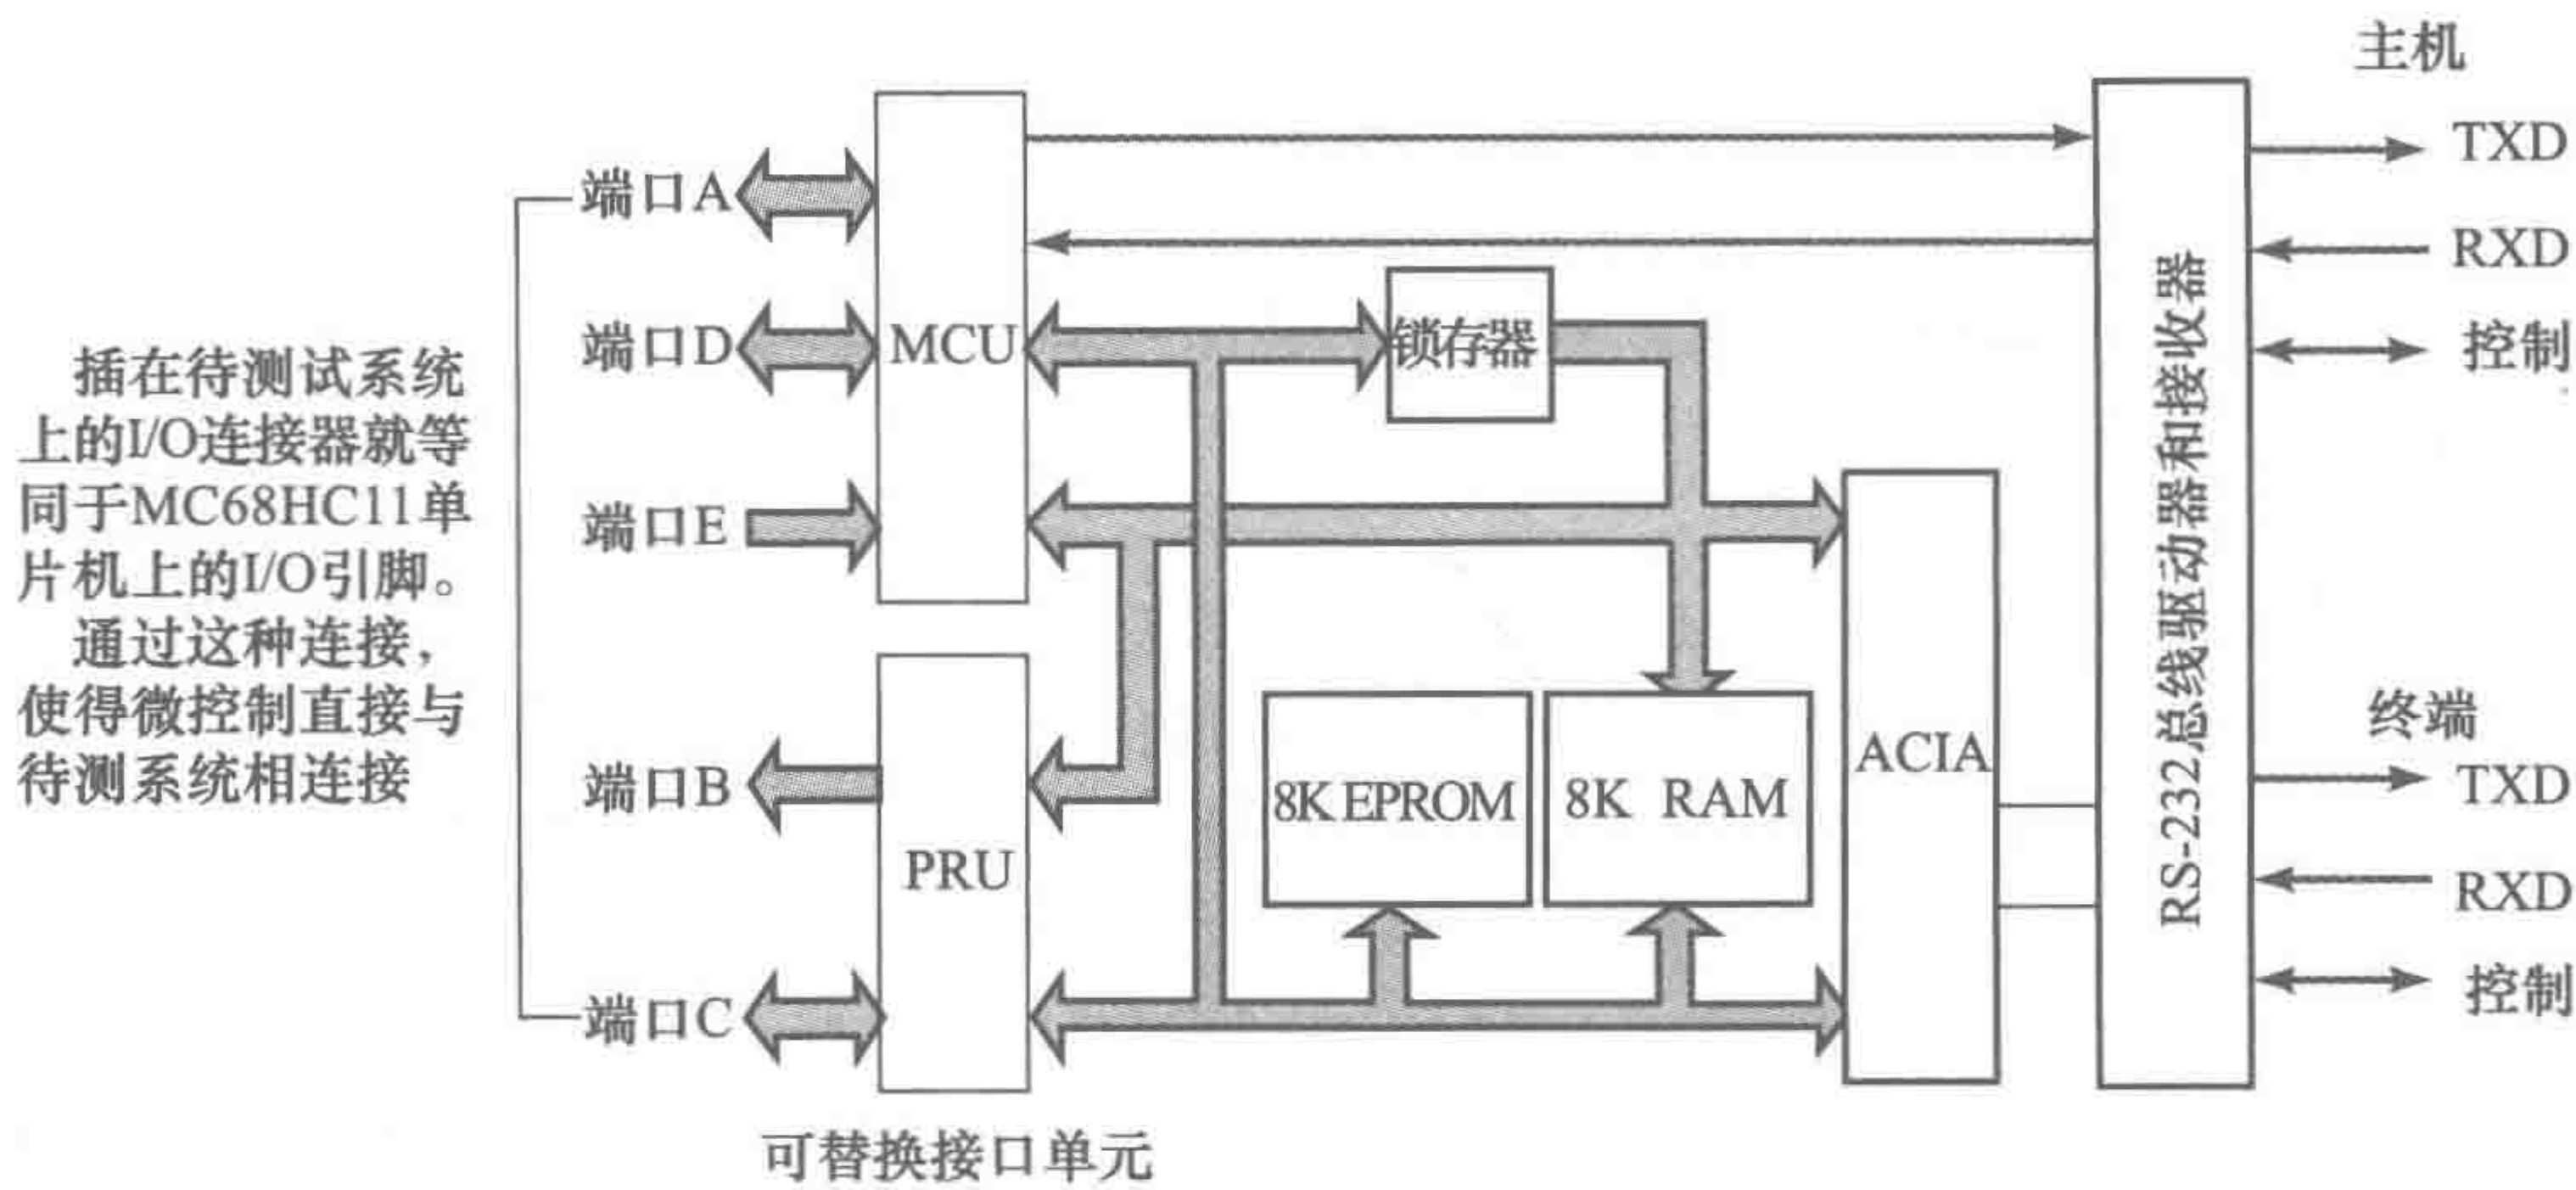 主机
TXD
RXD
控制
端口A
端口D
端口E
端口B
端口C
MCU
锁存器
插在待测试系统
上的I/O连接器就等
同于MC68HC11单
片机上的I/O引脚。
通过这种连接，
使得微控制直接与
待测系统相连接
PRU
8K EPROM
8K RAM
ACIA
RS-232总线驱动器和接收器
终端
TXD
RXD
控制
可替换接口单元